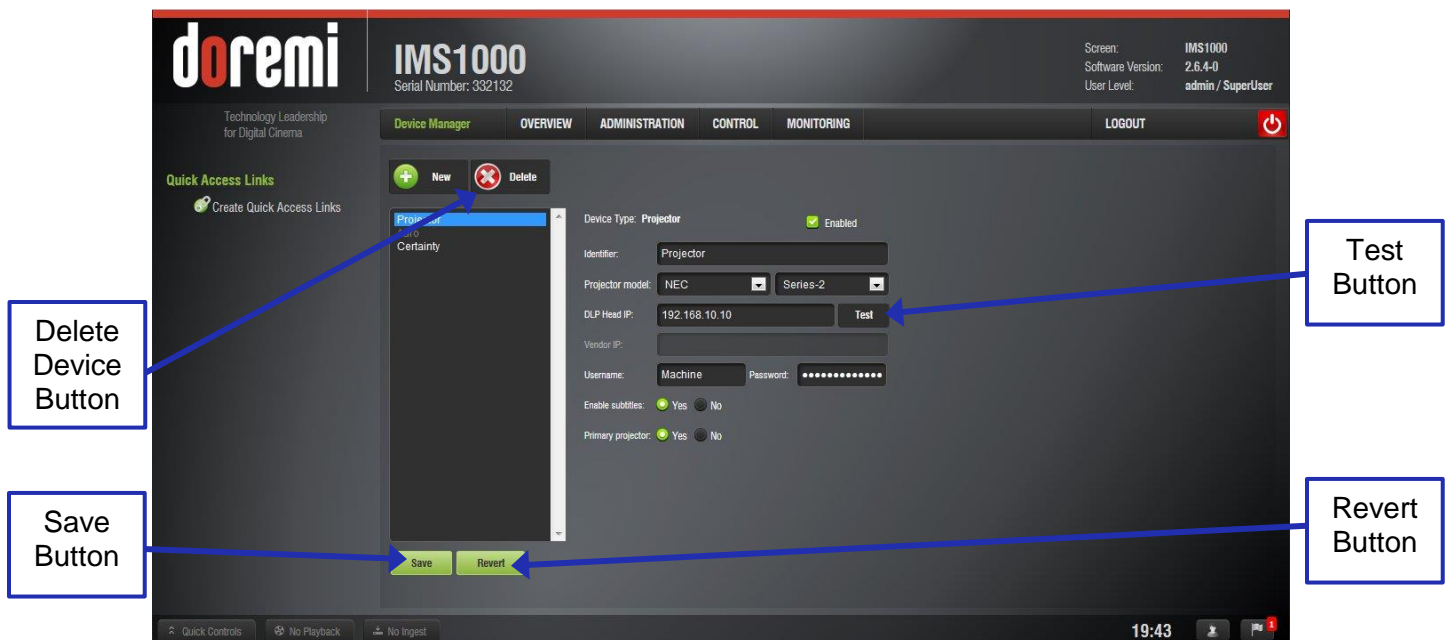 doremi
Technology Leadership
for Digital Cinema
IMS1000
Serial Number: 332132
Screen: IMS1000
Software Version: 2.6.4-0
User Level: admin / SuperUser
Device Manager OVERVIEW ADMINISTRATION CONTROL MONITORING LOGOUT
Quick Access Links
Create Quick Access Links
New Delete
Projector
Certainty
Device Type: Projector Enabled
Identifier: Projector
Projector model: NEC Series-2
DLP Head IP: 192.168.10.10 Test
Vendor IP:
Username: Machine Password: •••••••••••••
Enable subtitles: Yes No
Primary projector: Yes No
Save Revert
Delete
Device
Button
Save
Button
Test
Button
Revert
Button
Quick Controls No Playback No Ingest 19:43 1